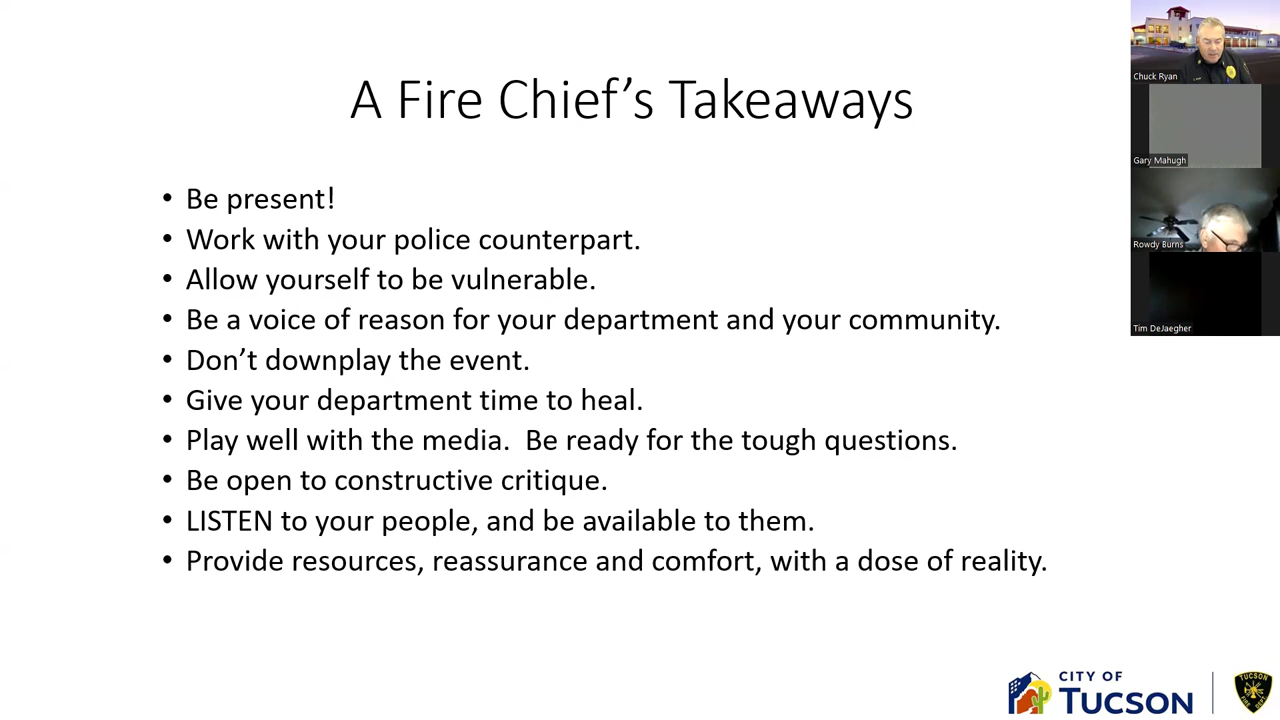 A Fire Chief’s Takeaways
• Be present!
• Work with your police counterpart.
• Allow yourself to be vulnerable.
• Be a voice of reason for your department and your community.
• Don’t downplay the event.
• Give your department time to heal.
• Play well with the media.  Be ready for the tough questions.
• Be open to constructive critique.
• LISTEN to your people, and be available to them.
• Provide resources, reassurance and comfort, with a dose of reality.
Chuck Ryan
Gary Mahugh
Rowdy Burns
Tim DeJaegher
CITY OF
TUCSON
TUCSON
FIRE
DEPT